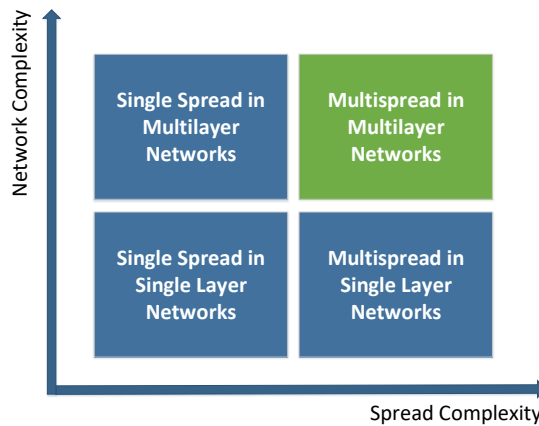 Network Complexity
Single Spread in
Multilayer
Networks
Multispread in
Multilayer
Networks
Single Spread in
Single Layer
Networks
Multispread in
Single Layer
Networks
Spread Complexity